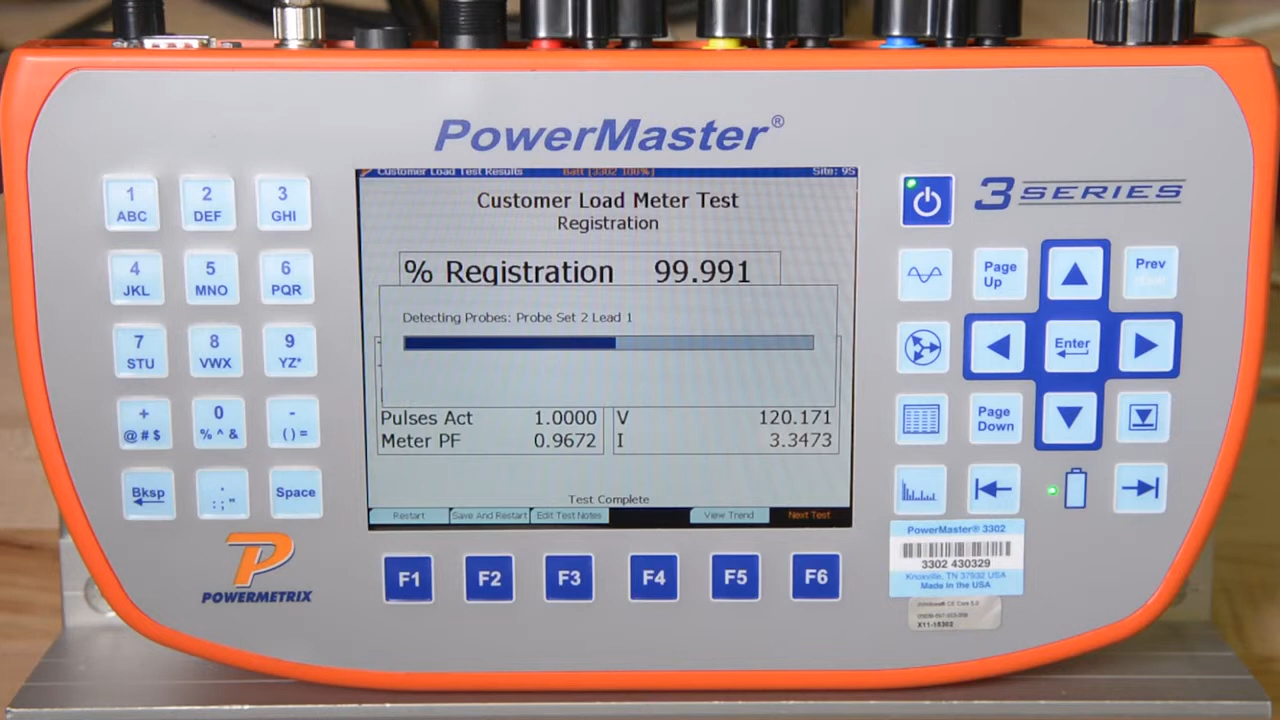 PowerMaster®
3 SERIES
Customer Load Test Results Batt [3302 100%] Site: 95
Customer Load Meter Test
Registration
% Registration 99.991
Detecting Probes: Probe Set 2 Lead 1
Pulses Act 1.0000 V 120.171
Meter PF 0.9672 I 3.3473
Test Complete
Restart Save And Restart Edit Test Notes View Trend Next Test
1
ABC
2
DEF
3
GHI
4
JKL
5
MNO
6
PQR
7
STU
8
VWX
9
YZ*
+
@ # $
0
% ^ &
-
( ) =
Bksp
.
: ; "
Space
Page
Up
Prev
Enter
Page
Down
F1 F2 F3 F4 F5 F6
POWERMETRIX
PowerMaster® 3302
3302 430329
Knoxville, TN 37932 USA
Made in the USA
X11-15302